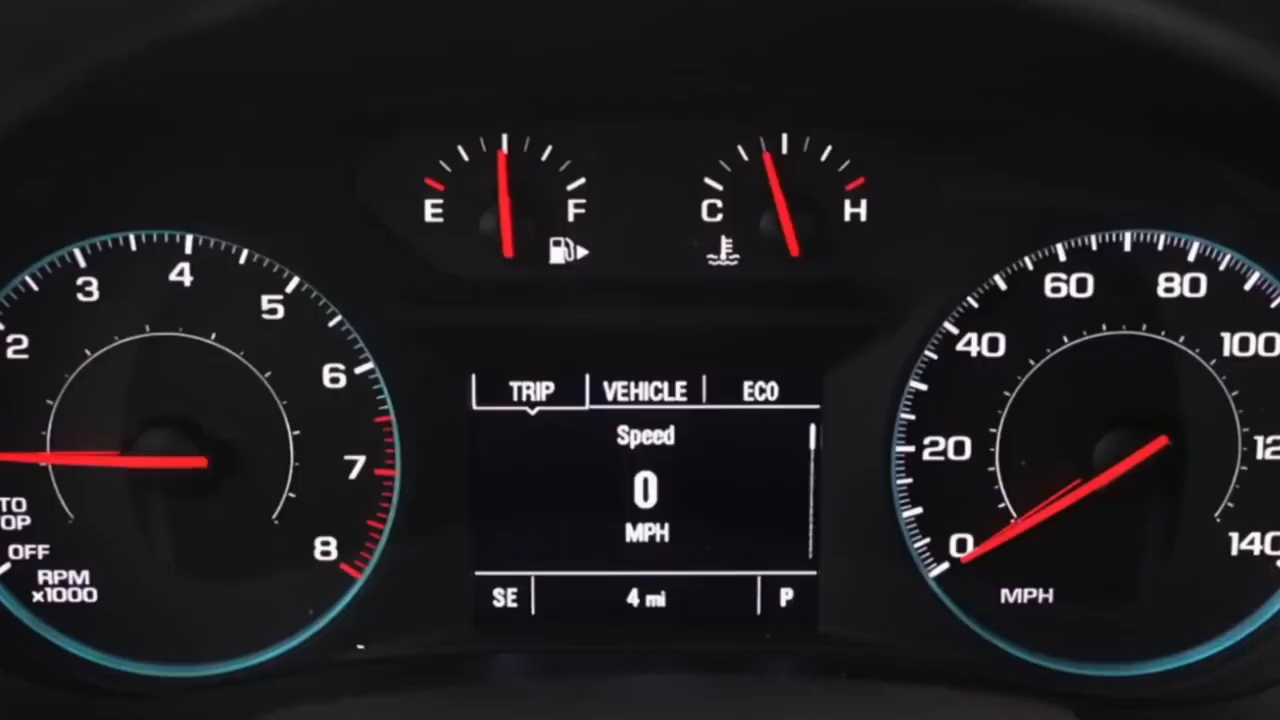 E F
C H
2 3 4 5 6 7 8
TO
OP
OFF
RPM
x1000
TRIP VEHICLE ECO
Speed
0
MPH
SE 4 mi P
0 20 40 60 80 100 12 140
MPH